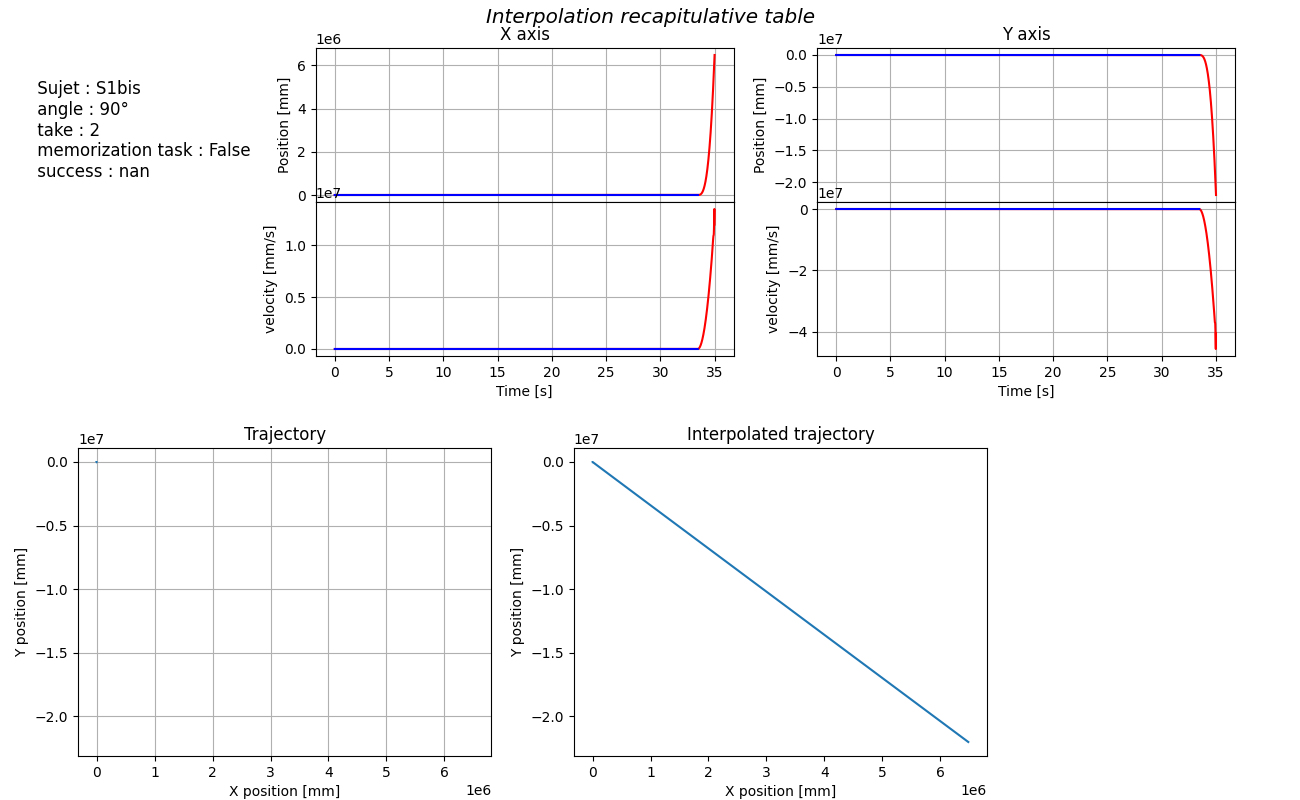 Interpolation recapitulative table
Sujet : S1bis
angle : 90°
take : 2
memorization task : False
success : nan
X axis
1e6
Position [mm]
6
4
2
0
1e7
velocity [mm/s]
1.0
0.5
0.0
0 5 10 15 20 25 30 35
Time [s]
Y axis
1e7
Position [mm]
0.0
−0.5
−1.0
−1.5
−2.0
1e7
velocity [mm/s]
0
−2
−4
0 5 10 15 20 25 30 35
Time [s]
Trajectory
1e7
Y position [mm]
0.0
−0.5
−1.0
−1.5
−2.0
0 1 2 3 4 5 6
X position [mm]
1e6
Interpolated trajectory
1e7
Y position [mm]
0.0
−0.5
−1.0
−1.5
−2.0
0 1 2 3 4 5 6
X position [mm]
1e6